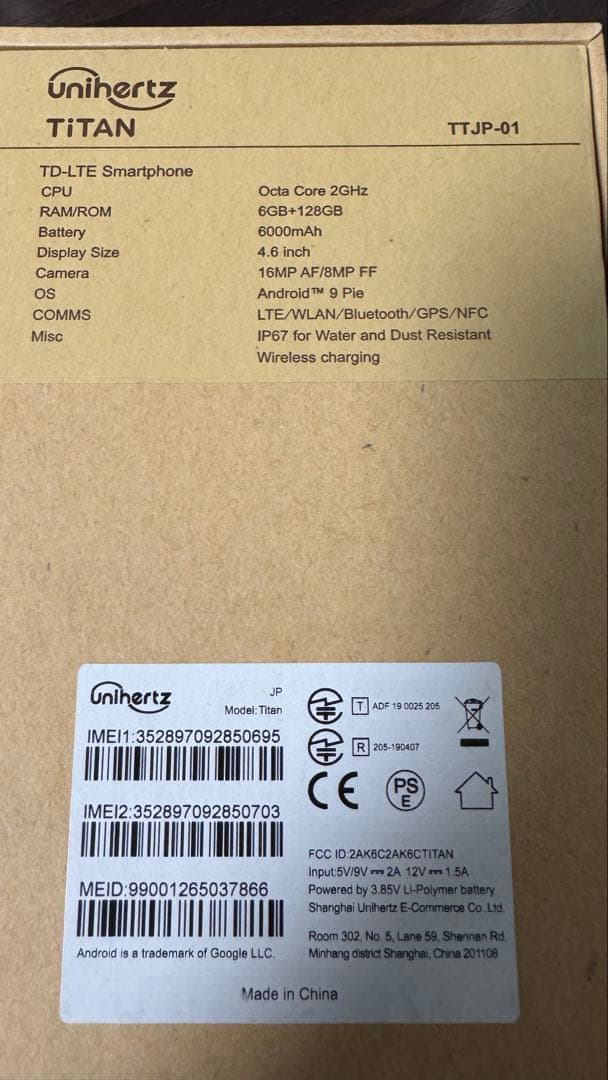 unihertz
TiTAN TTJP-01
TD-LTE Smartphone
CPU Octa Core 2GHz
RAM/ROM 6GB+128GB
Battery 6000mAh
Display Size 4.6 inch
Camera 16MP AF/8MP FF
OS Android™ 9 Pie
COMMS LTE/WLAN/Bluetooth/GPS/NFC
Misc IP67 for Water and Dust Resistant
Wireless charging
unihertz
JP
Model: Titan
IMEI1:352897092850695
IMEI2:352897092850703
MEID:99001265037866
Android is a trademark of Google LLC.
T ADF 19 0025 205
R 205-190407
CE
PS
E
FCC ID:2AK6C2AK6CTITAN
Input:5V/9V ⎓ 2A 12V ⎓ 1.5A
Powered by 3.85V LI-Polymer battery
Shanghai Unihertz E-Commerce Co.,Ltd.
Room 302, No. 5, Lane 59, Shennan Rd,
Minhang district Shanghai, China 201108
Made in China